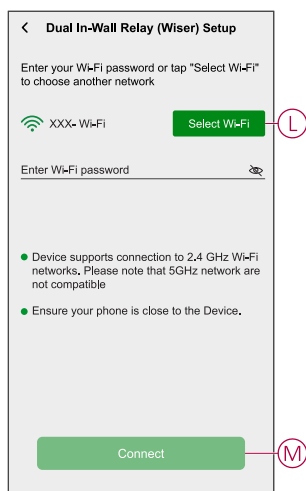 Dual In-Wall Relay (Wiser) Setup
Enter your Wi-Fi password or tap "Select Wi-Fi"
to choose another network
XXX- Wi-Fi
Select Wi-Fi
L
Enter Wi-Fi password
Device supports connection to 2.4 GHz Wi-Fi
networks. Please note that 5GHz network are
not compatible
Ensure your phone is close to the Device.
Connect
M